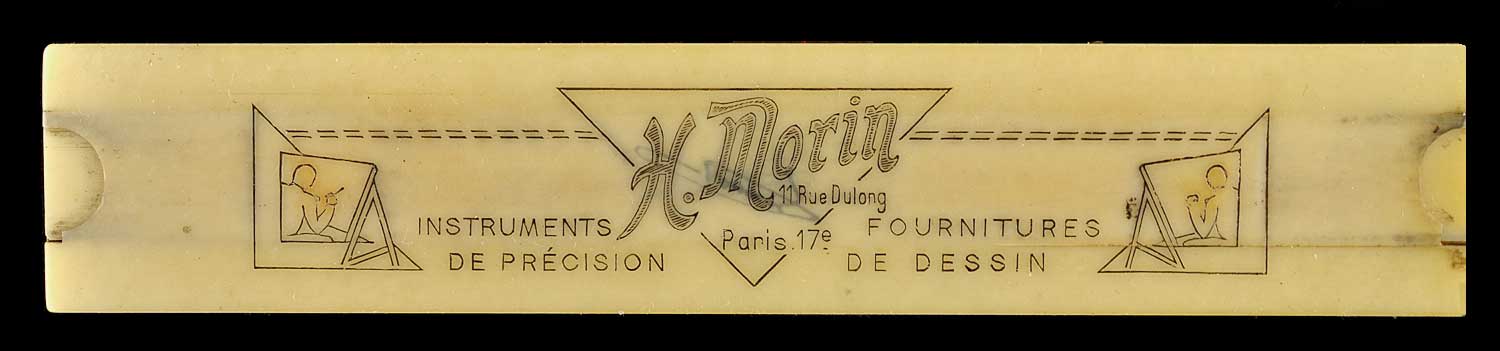 H. Morin
11 Rue Dulong
Paris. 17e
INSTRUMENTS
DE PRÉCISION
FOURNITURES
DE DESSIN